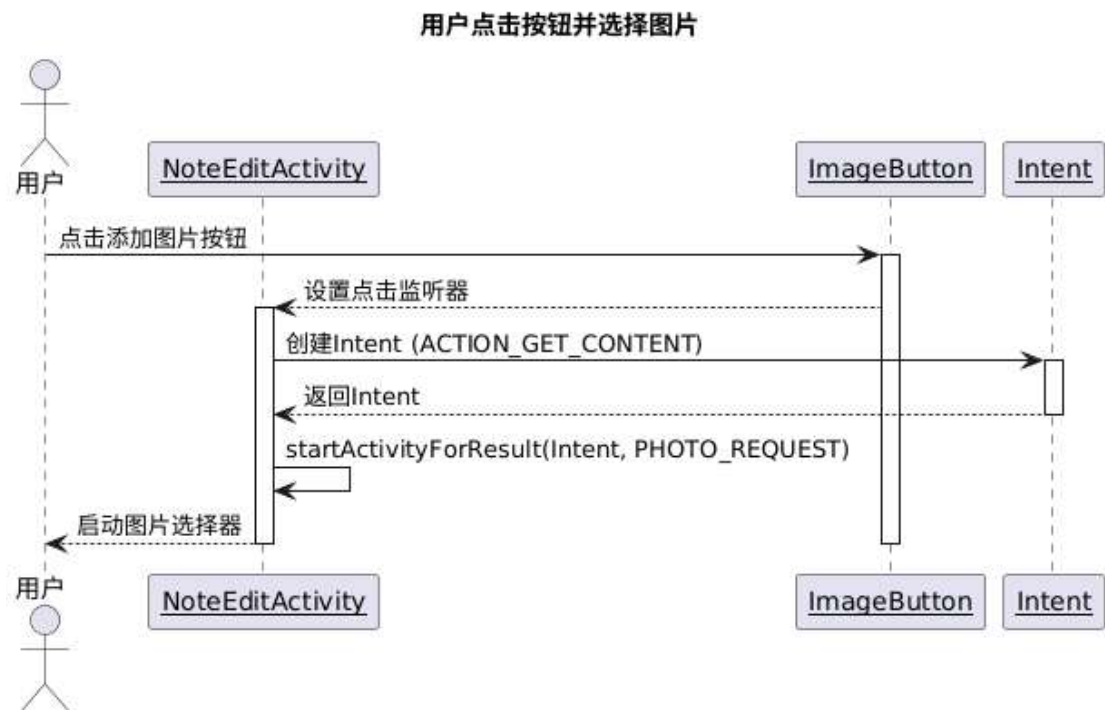 用户点击按钮并选择图片
用户
NoteEditActivity
ImageButton
Intent
点击添加图片按钮
设置点击监听器
创建Intent (ACTION_GET_CONTENT)
返回Intent
startActivityForResult(Intent, PHOTO_REQUEST)
启动图片选择器
用户
NoteEditActivity
ImageButton
Intent